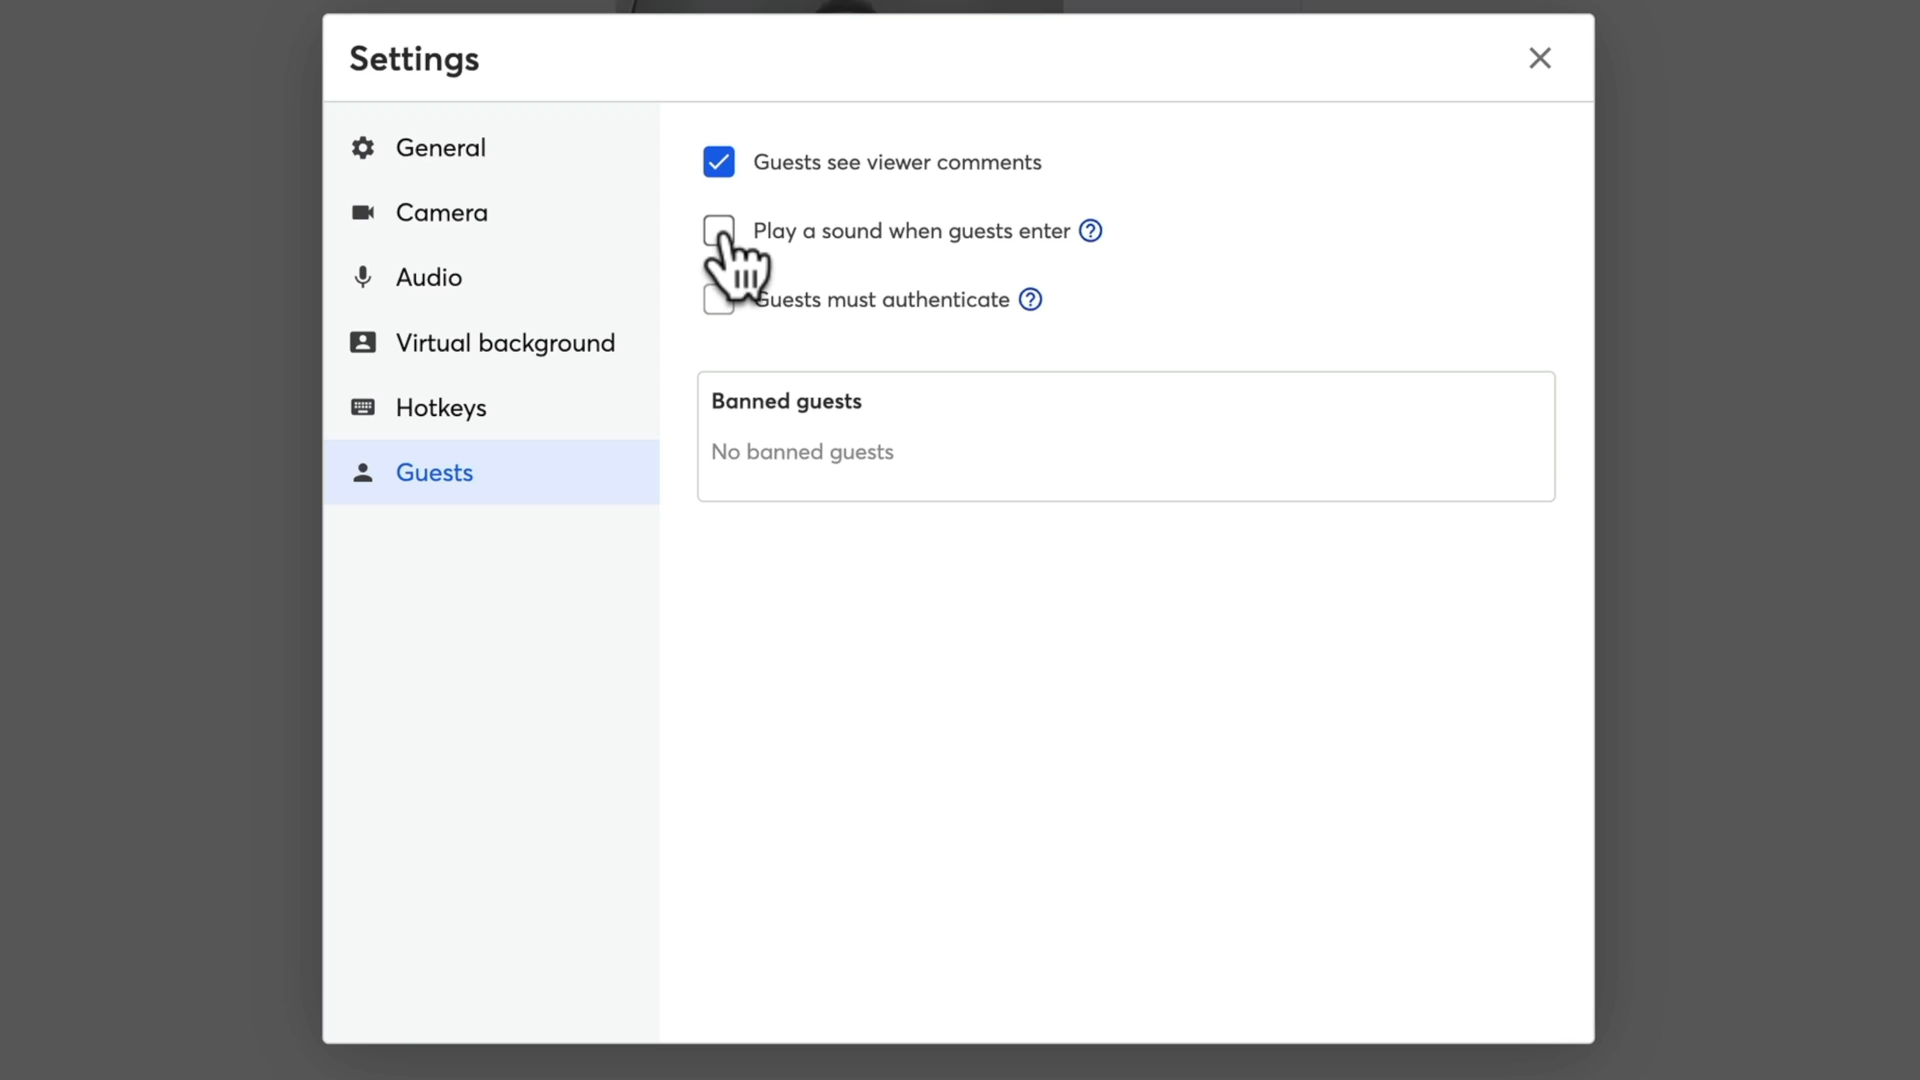 Settings
General
Camera
Audio
Virtual background
Hotkeys
Guests
Guests see viewer comments
Play a sound when guests enter
Guests must authenticate
Banned guests
No banned guests